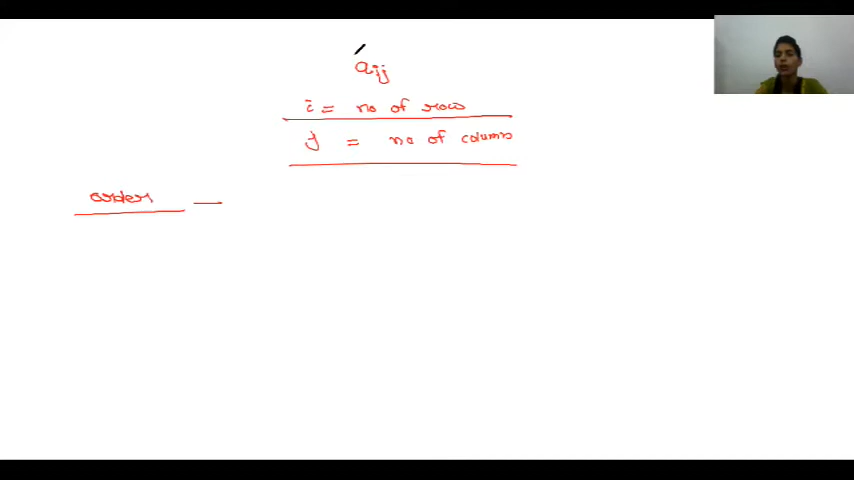 aij
i = no of row
j = no of column
order —